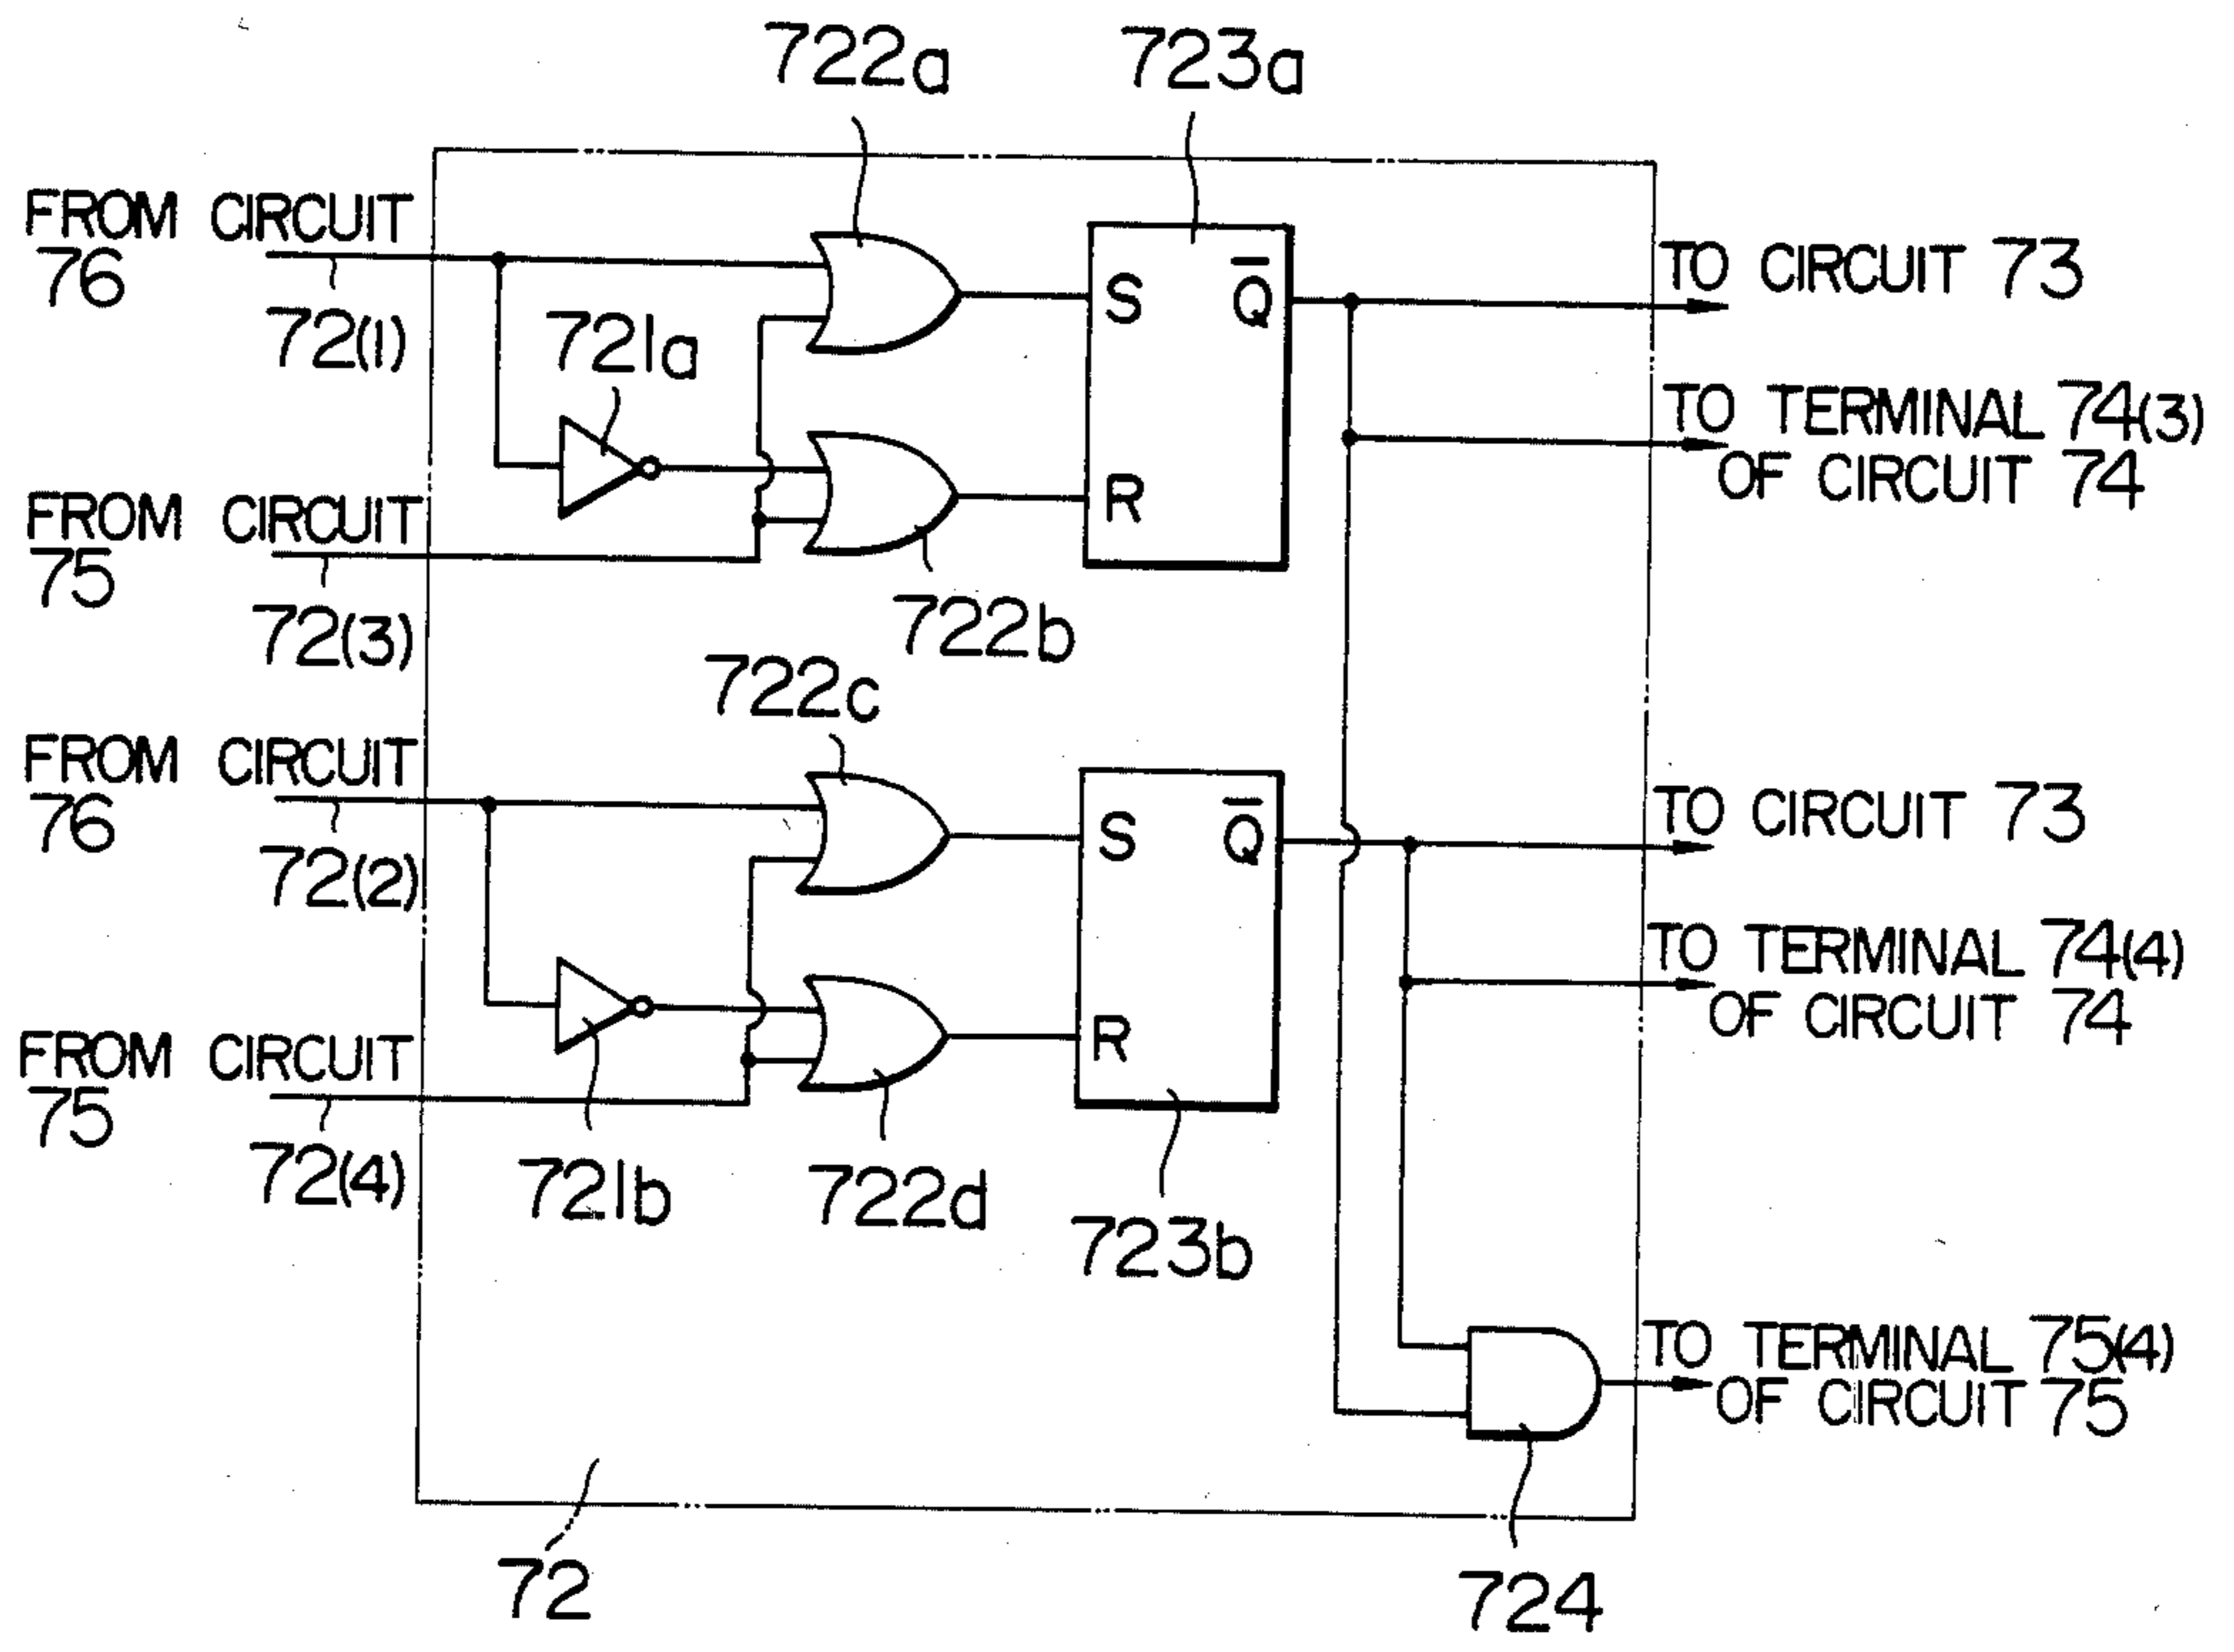 722a
723a
FROM CIRCUIT
76
72(1)
721a
S
Q
TO CIRCUIT 73
TO TERMINAL 74(3)
OF CIRCUIT 74
FROM CIRCUIT
75
72(3)
R
722b
722c
FROM CIRCUIT
76
72(2)
S
Q
TO CIRCUIT 73
TO TERMINAL 74(4)
OF CIRCUIT 74
FROM CIRCUIT
75
72(4)
R
721b
722d
723b
TO TERMINAL 75(4)
OF CIRCUIT 75
72
724